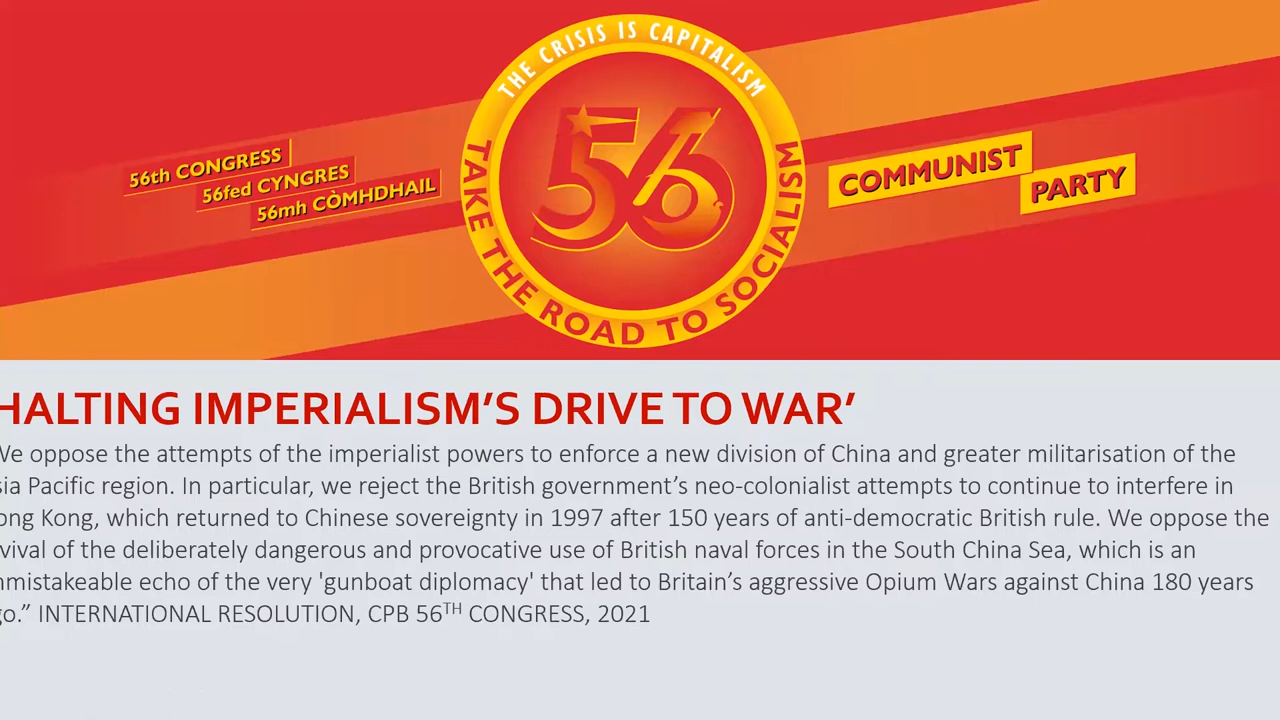 THE CRISIS IS CAPITALISM
56
TAKE THE ROAD TO SOCIALISM
56th CONGRESS
56fed CYNGRES
56mh CÒMHDHAIL
COMMUNIST
PARTY
HALTING IMPERIALISM'S DRIVE TO WAR'
We oppose the attempts of the imperialist powers to enforce a new division of China and greater militarisation of the
sia Pacific region. In particular, we reject the British government's neo-colonialist attempts to continue to interfere in
ong Kong, which returned to Chinese sovereignty in 1997 after 150 years of anti-democratic British rule. We oppose the
vival of the deliberately dangerous and provocative use of British naval forces in the South China Sea, which is an
nmistakeable echo of the very 'gunboat diplomacy' that led to Britain's aggressive Opium Wars against China 180 years
go.” INTERNATIONAL RESOLUTION, CPB 56TH CONGRESS, 2021